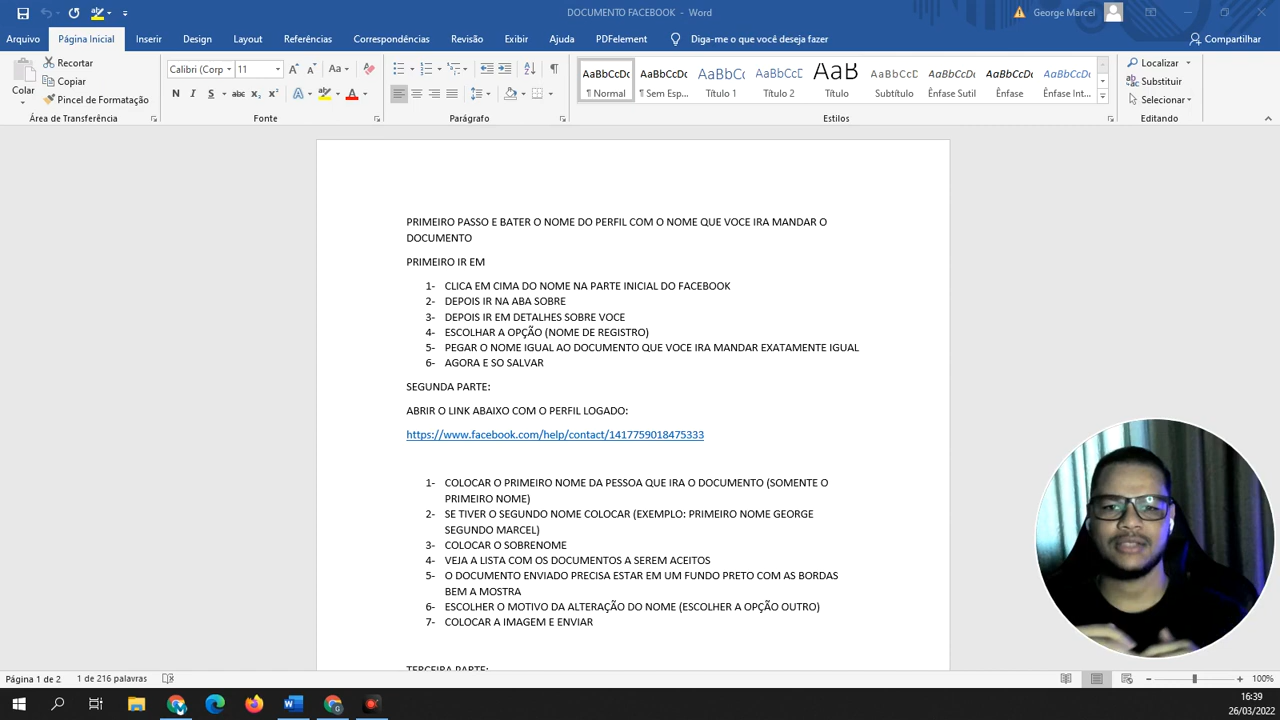 DOCUMENTO FACEBOOK - Word
George Marcel
Arquivo Página Inicial Inserir Design Layout Referências Correspondências Revisão Exibir Ajuda PDFelement Diga-me o que você deseja fazer Compartilhar
Colar
Recortar
Copiar
Pincel de Formatação
Área de Transferência
Calibri (Corp 11
Aa
N I S abc x₂ x²
Fonte
Parágrafo
AaBbCcDc AaBbCcDc AaBbCc AaBbCcD AaB AaBbCcD AaBbCcDc AaBbCcDc AaBbCcDc
¶ Normal ¶ Sem Esp... Título 1 Título 2 Título Subtítulo Ênfase Sutil Ênfase Ênfase Int...
Estilos
Localizar
Substituir
Selecionar
Editando
PRIMEIRO PASSO E BATER O NOME DO PERFIL COM O NOME QUE VOCE IRA MANDAR O
DOCUMENTO
PRIMEIRO IR EM
1- CLICA EM CIMA DO NOME NA PARTE INICIAL DO FACEBOOK
2- DEPOIS IR NA ABA SOBRE
3- DEPOIS IR EM DETALHES SOBRE VOCE
4- ESCOLHAR A OPÇÃO (NOME DE REGISTRO)
5- PEGAR O NOME IGUAL AO DOCUMENTO QUE VOCE IRA MANDAR EXATAMENTE IGUAL
6- AGORA E SO SALVAR
SEGUNDA PARTE:
ABRIR O LINK ABAIXO COM O PERFIL LOGADO:
https://www.facebook.com/help/contact/1417759018475333
1- COLOCAR O PRIMEIRO NOME DA PESSOA QUE IRA O DOCUMENTO (SOMENTE O
PRIMEIRO NOME)
2- SE TIVER O SEGUNDO NOME COLOCAR (EXEMPLO: PRIMEIRO NOME GEORGE
SEGUNDO MARCEL)
3- COLOCAR O SOBRENOME
4- VEJA A LISTA COM OS DOCUMENTOS A SEREM ACEITOS
5- O DOCUMENTO ENVIADO PRECISA ESTAR EM UM FUNDO PRETO COM AS BORDAS
BEM A MOSTRA
6- ESCOLHER O MOTIVO DA ALTERAÇÃO DO NOME (ESCOLHER A OPÇÃO OUTRO)
7- COLOCAR A IMAGEM E ENVIAR
TERCEIRA PARTE:
Página 1 de 2 1 de 216 palavras
100%
16:39
26/03/2022